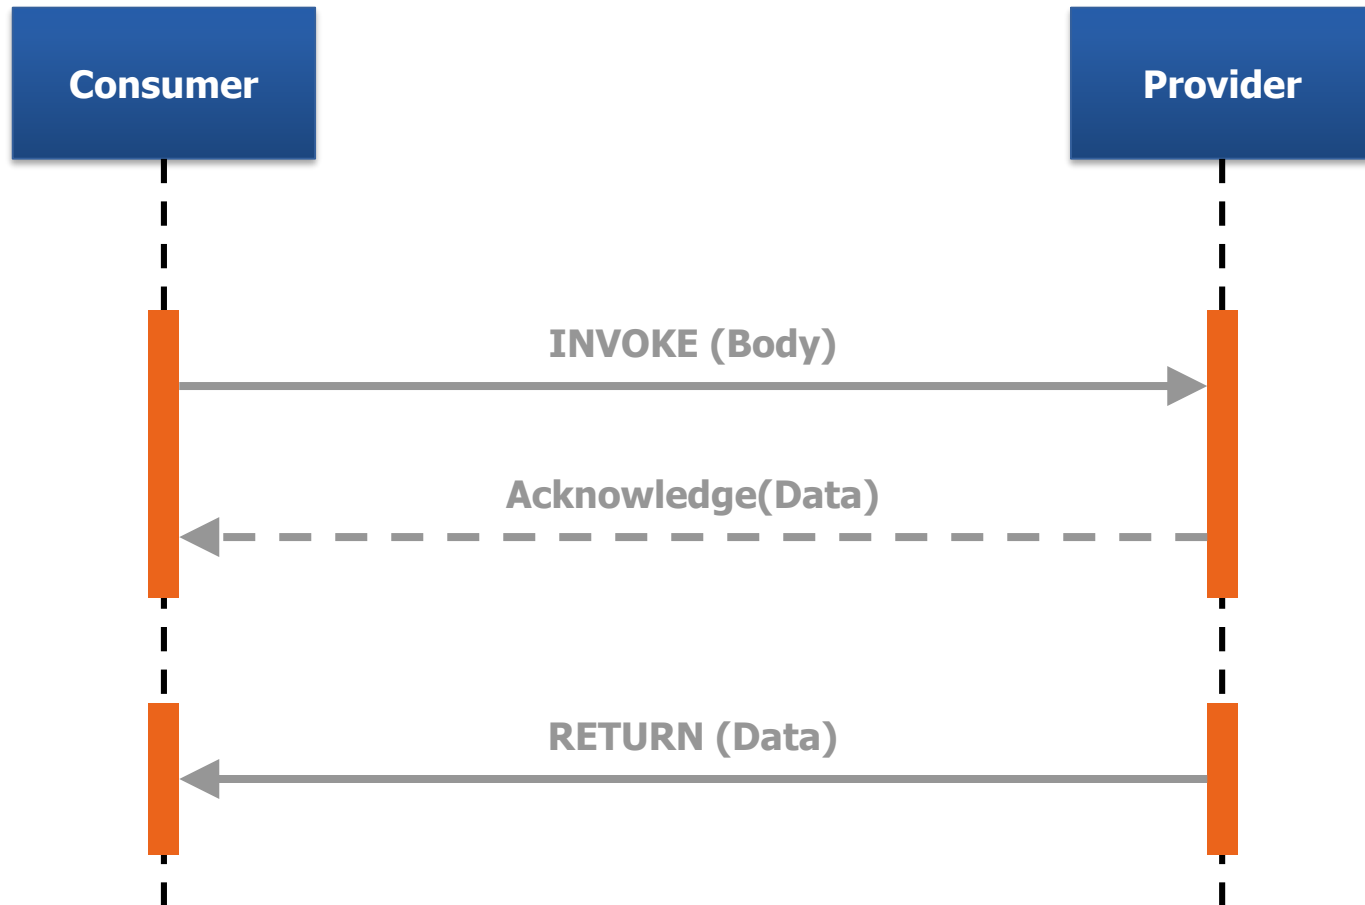 Consumer
Provider
INVOKE (Body)
Acknowledge(Data)
RETURN (Data)